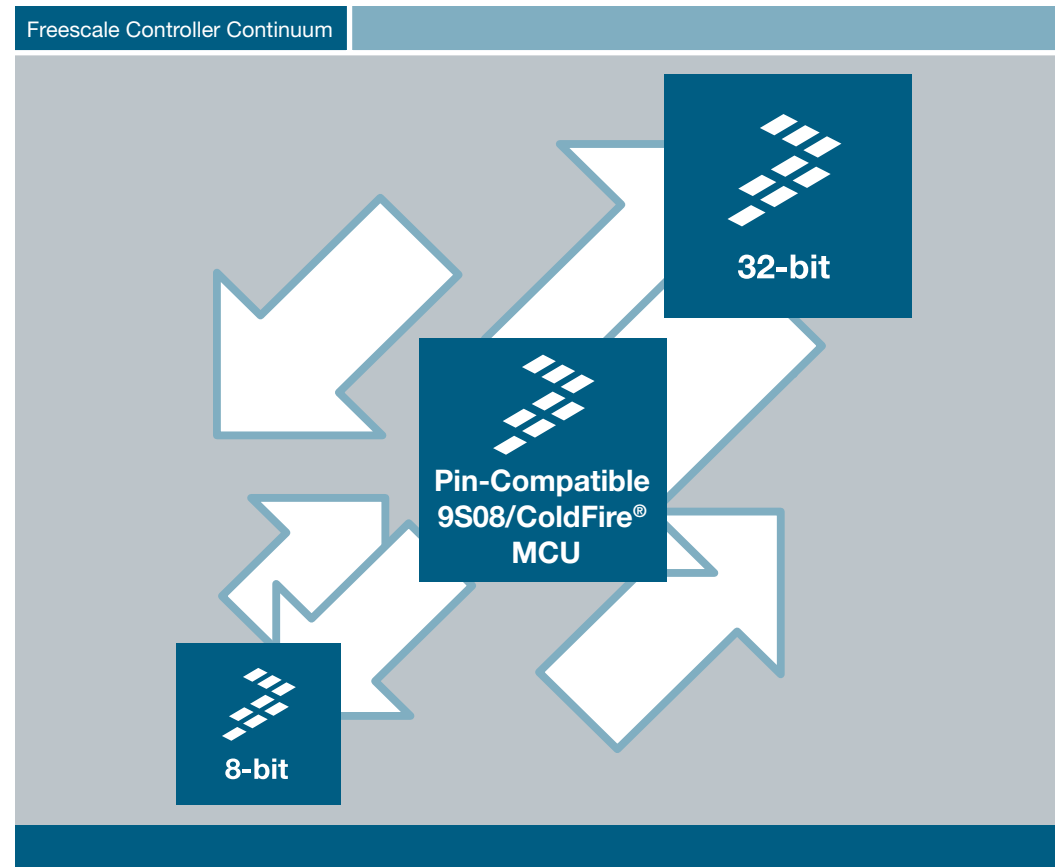 Freescale Controller Continuum
32-bit
Pin-Compatible
9S08/ColdFire®
MCU
8-bit